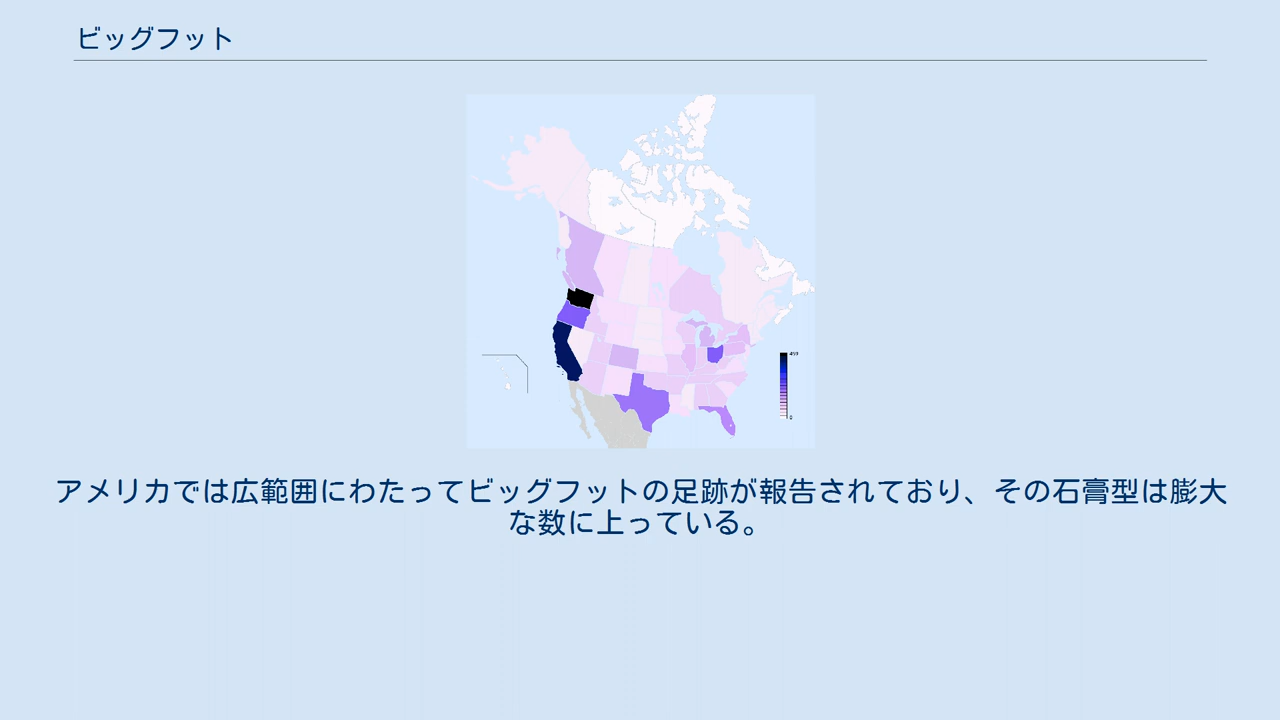 ビッグフット
アメリカでは広範囲にわたってビッグフットの足跡が報告されており、その石膏型は膨大
な数に上っている。